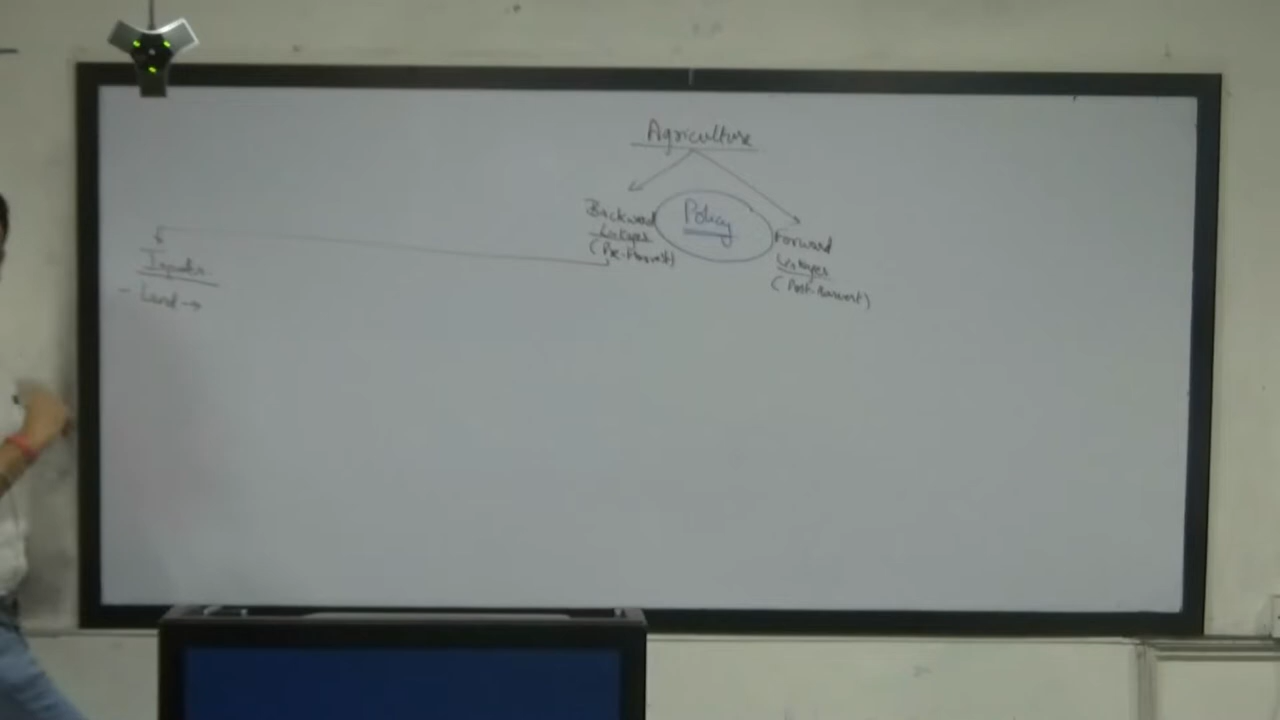 Agriculture
Backward
Linkages
(Pre-Harvest)
Policy
Forward
Linkages
(Post-Harvest)
Inputs
- Land →